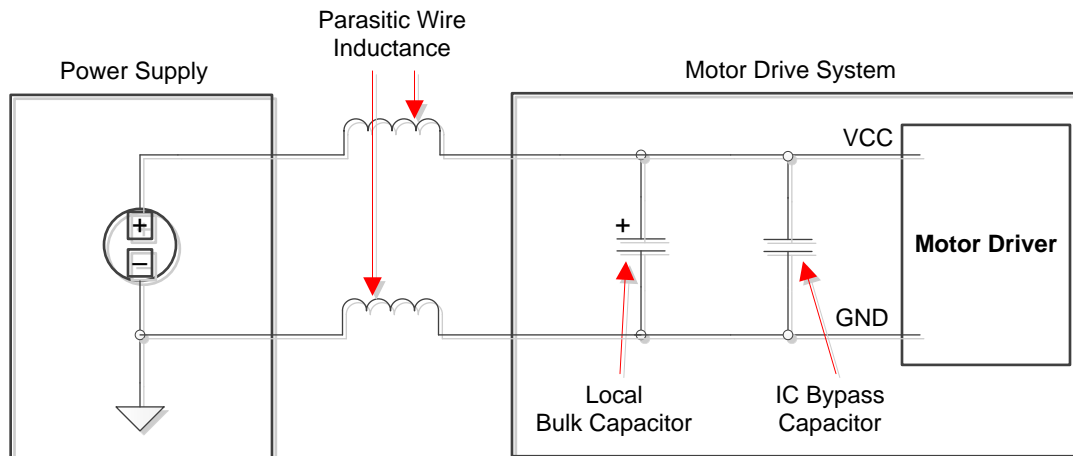 Parasitic Wire
Inductance
Power Supply
Motor Drive System
VCC
+
−
+
Motor Driver
GND
Local
Bulk Capacitor
IC Bypass
Capacitor